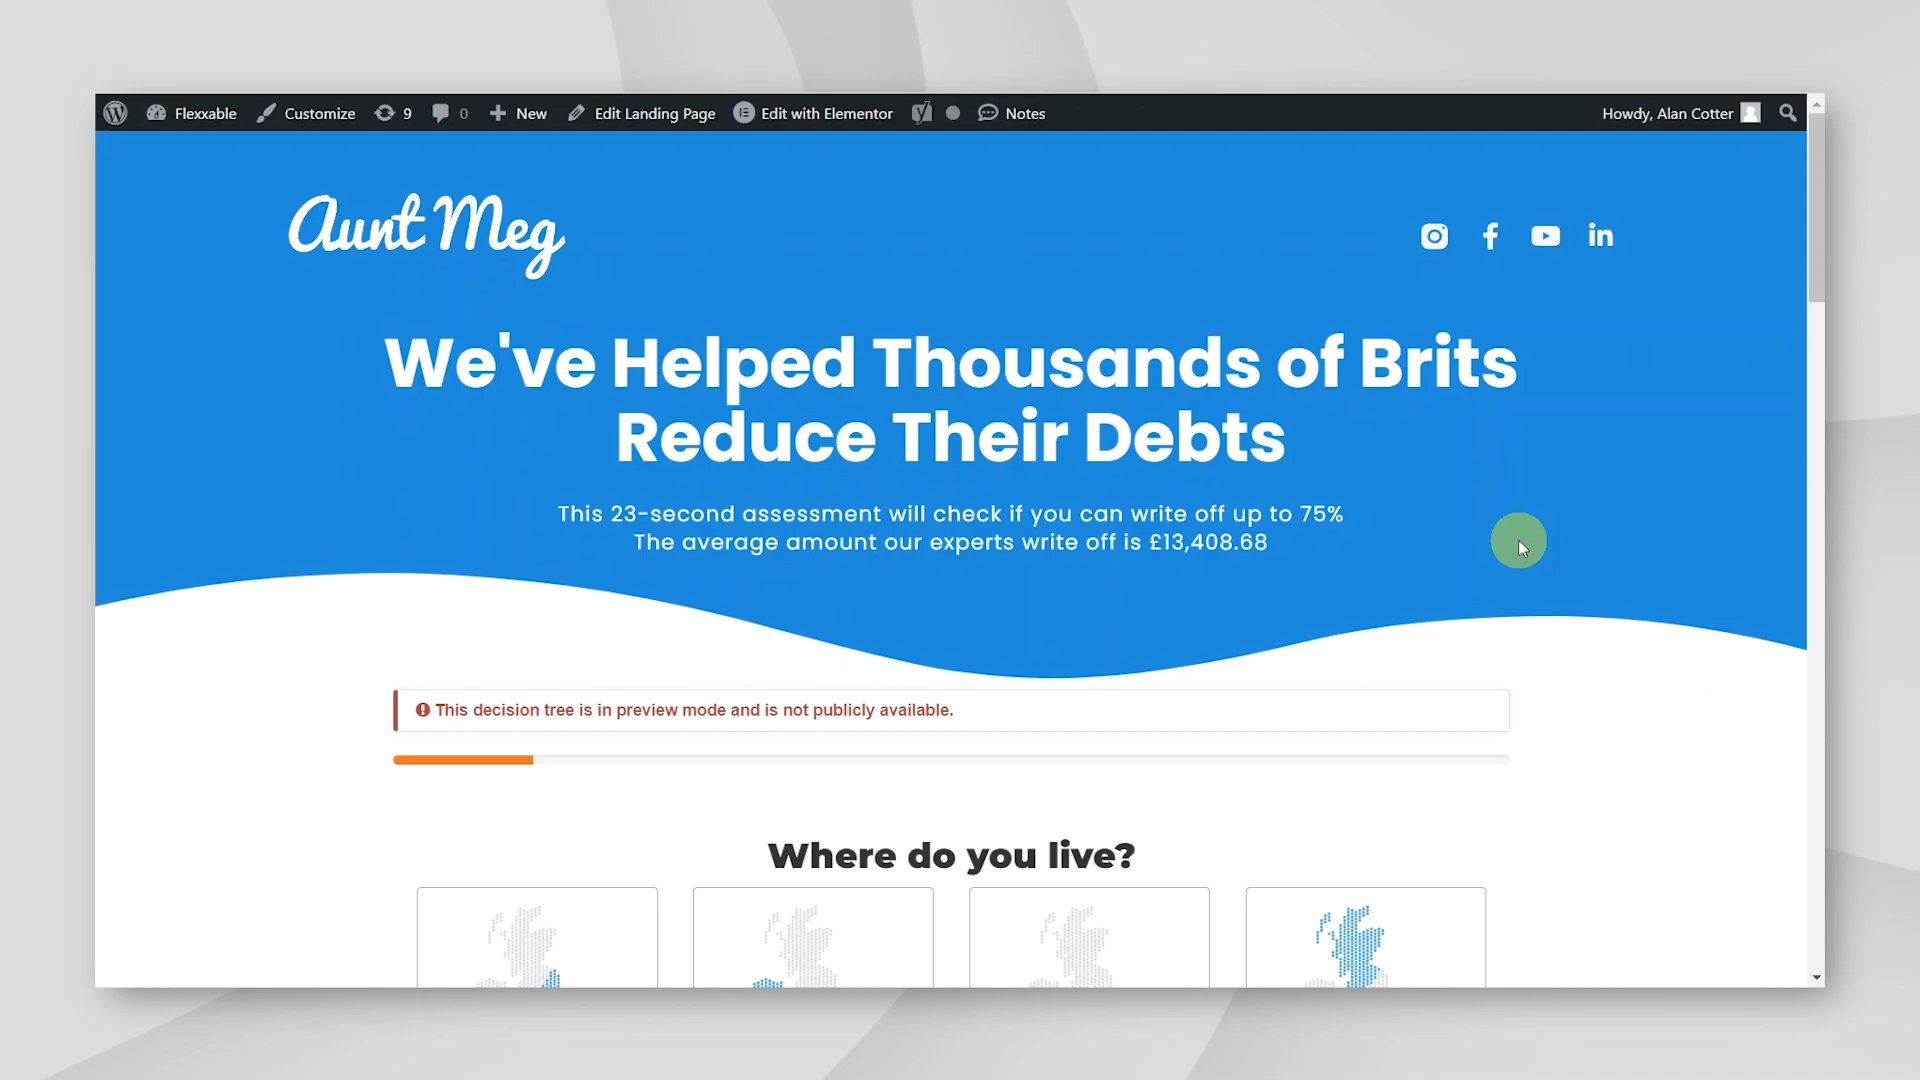 Flexxable Customize 9 0 New Edit Landing Page Edit with Elementor Notes Howdy, Alan Cotter
Aunt Meg
We've Helped Thousands of Brits
Reduce Their Debts
This 23-second assessment will check if you can write off up to 75%
The average amount our experts write off is £13,408.68
This decision tree is in preview mode and is not publicly available.
Where do you live?